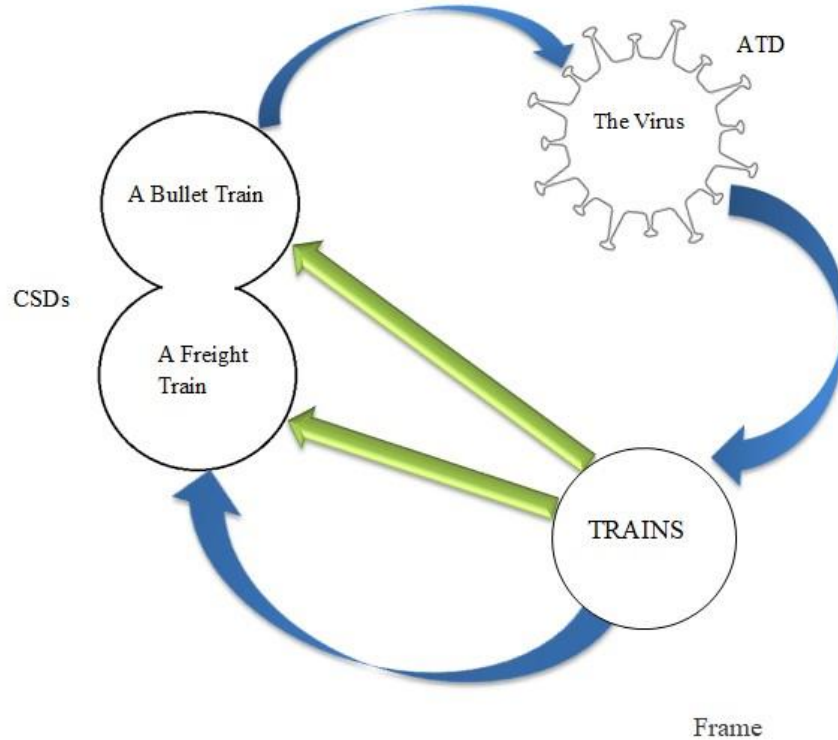 ATD
The Virus
A Bullet Train
CSDs
A Freight
Train
TRAINS
Frame